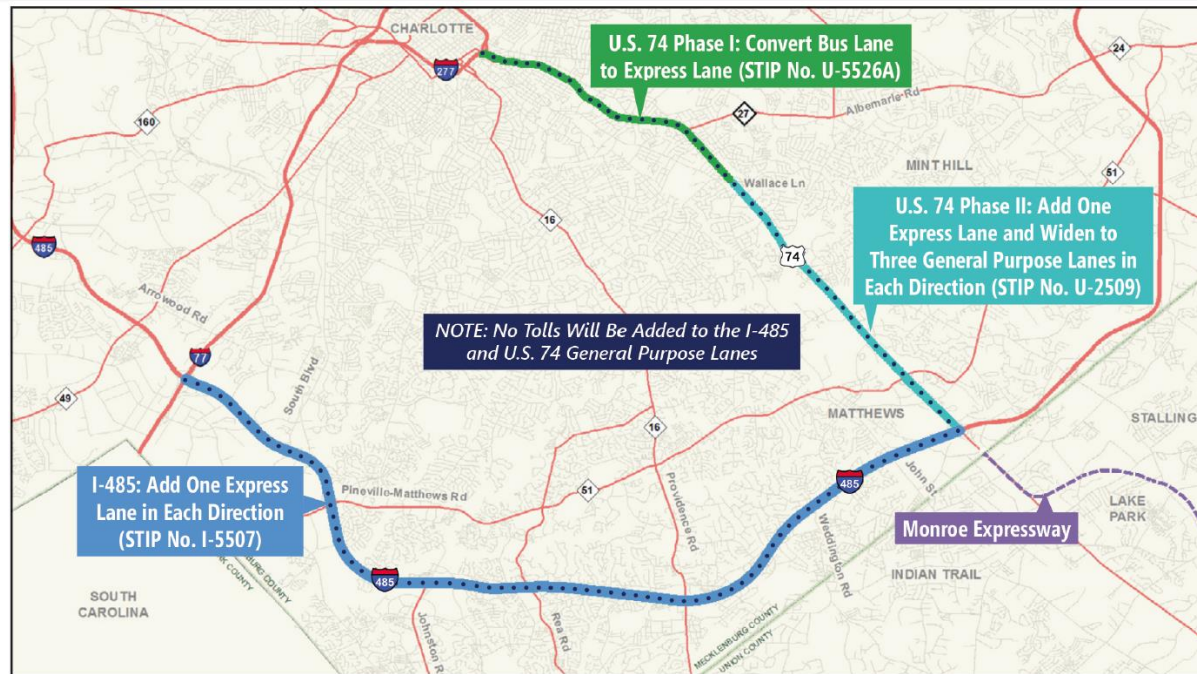 CHARLOTTE
277
U.S. 74 Phase I: Convert Bus Lane
to Express Lane (STIP No. U-5526A)
24
160
27
Albemarle Rd
MINT HILL
51
Wallace Ln
16
U.S. 74 Phase II: Add One
Express Lane and Widen to
Three General Purpose Lanes in
Each Direction (STIP No. U-2509)
485
74
Arrowood Rd
NOTE: No Tolls Will Be Added to the I-485
and U.S. 74 General Purpose Lanes
77
South Blvd
49
MATTHEWS
STALLING
16
John St
I-485: Add One Express
Lane in Each Direction
(STIP No. I-5507)
Pineville-Matthews Rd
51
Providence Rd
485
LAKE
PARK
Monroe Expressway
Weddington Rd
INDIAN TRAIL
485
BURG COUNTY
K COUNTY
SOUTH
CAROLINA
Johnston R
Rea Rd
MECKLENBURG COUNTY
UNION COUNTY